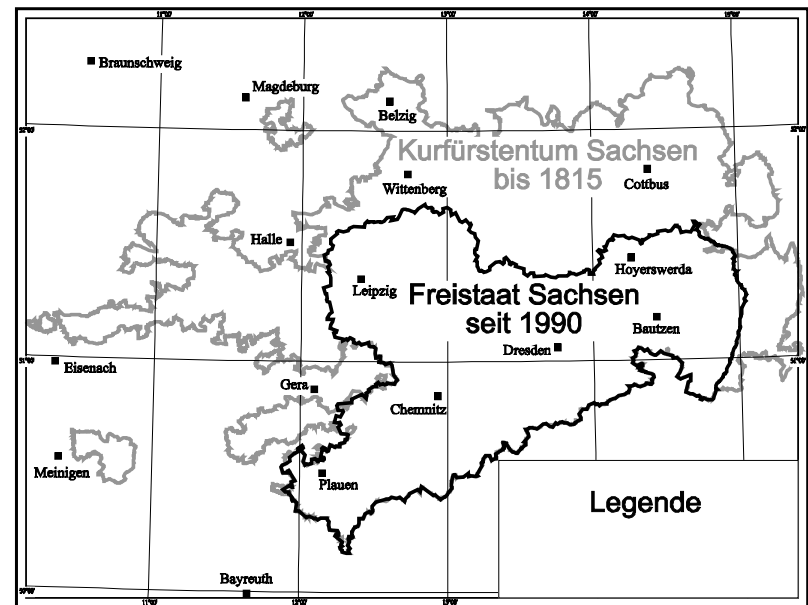 Braunschweig
Magdeburg
Belzig
Kurfürstentum Sachsen
bis 1815
Wittenberg
Cottbus
Halle
Hoyerswerda
Leipzig
Freistaat Sachsen
seit 1990
Bautzen
Dresden
Eisenach
Gera
Chemnitz
Meinigen
Plauen
Legende
Bayreuth